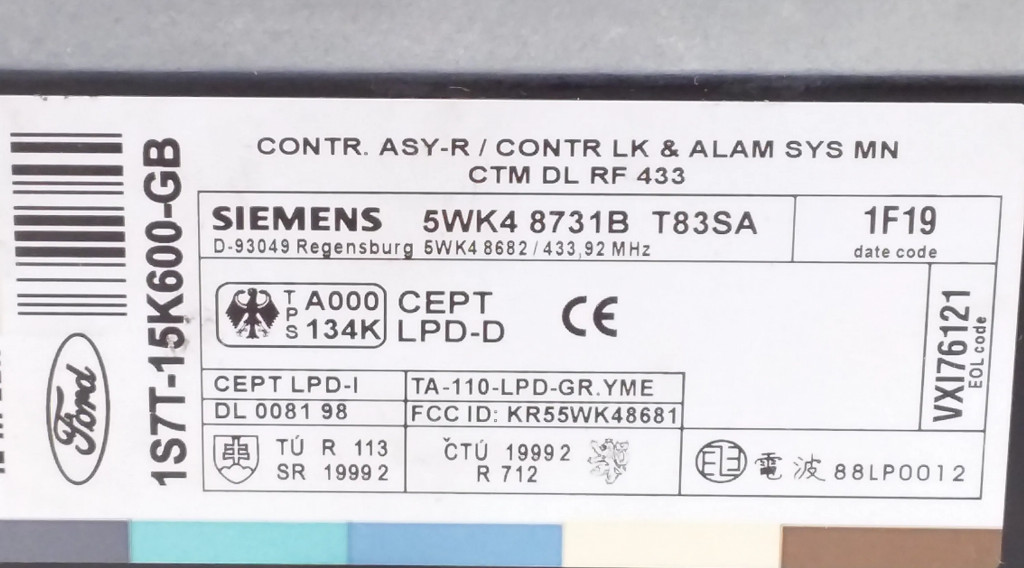 CONTR. ASY-R / CONTR LK & ALAM SYS MN
CTM DL RF 433
1S7T-15K600-GB
Ford
SIEMENS 5WK4 8731B T83SA
D-93049 Regensburg 5WK4 8682 / 433,92 MHz
1F19
date code
TPS A000 134K
CEPT
LPD-D
CE
VXI76121
EOL code
CEPT LPD-I
TA-110-LPD-GR.YME
DL 0081 98
FCC ID: KR55WK48681
TÚ R 113
SR 1999 2
ČTÚ 1999 2
R 712
電波 88LP0012